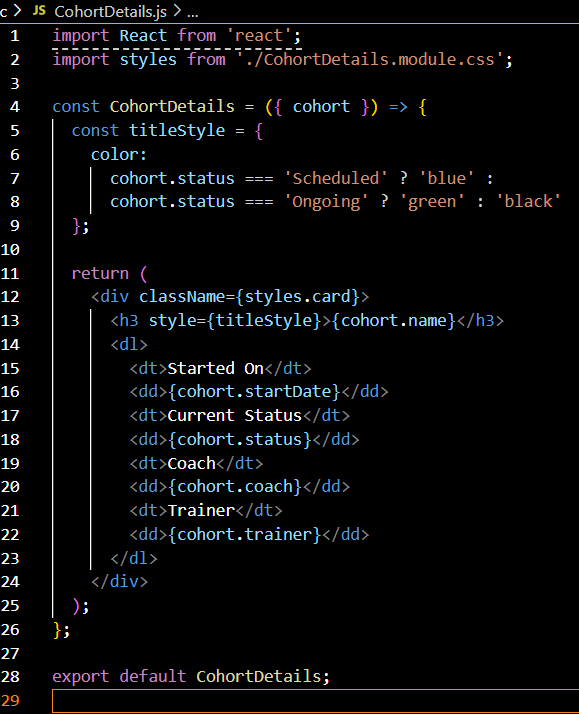 c > JS CohortDetails.js > ...
1 import React from 'react';
2 import styles from './CohortDetails.module.css';
3
4 const CohortDetails = ({ cohort }) => {
5   const titleStyle = {
6     color:
7       cohort.status === 'Scheduled' ? 'blue' :
8       cohort.status === 'Ongoing' ? 'green' : 'black'
9   };
10
11   return (
12     <div className={styles.card}>
13       <h3 style={titleStyle}>{cohort.name}</h3>
14       <dl>
15         <dt>Started On</dt>
16         <dd>{cohort.startDate}</dd>
17         <dt>Current Status</dt>
18         <dd>{cohort.status}</dd>
19         <dt>Coach</dt>
20         <dd>{cohort.coach}</dd>
21         <dt>Trainer</dt>
22         <dd>{cohort.trainer}</dd>
23       </dl>
24     </div>
25   );
26 };
27
28 export default CohortDetails;
29